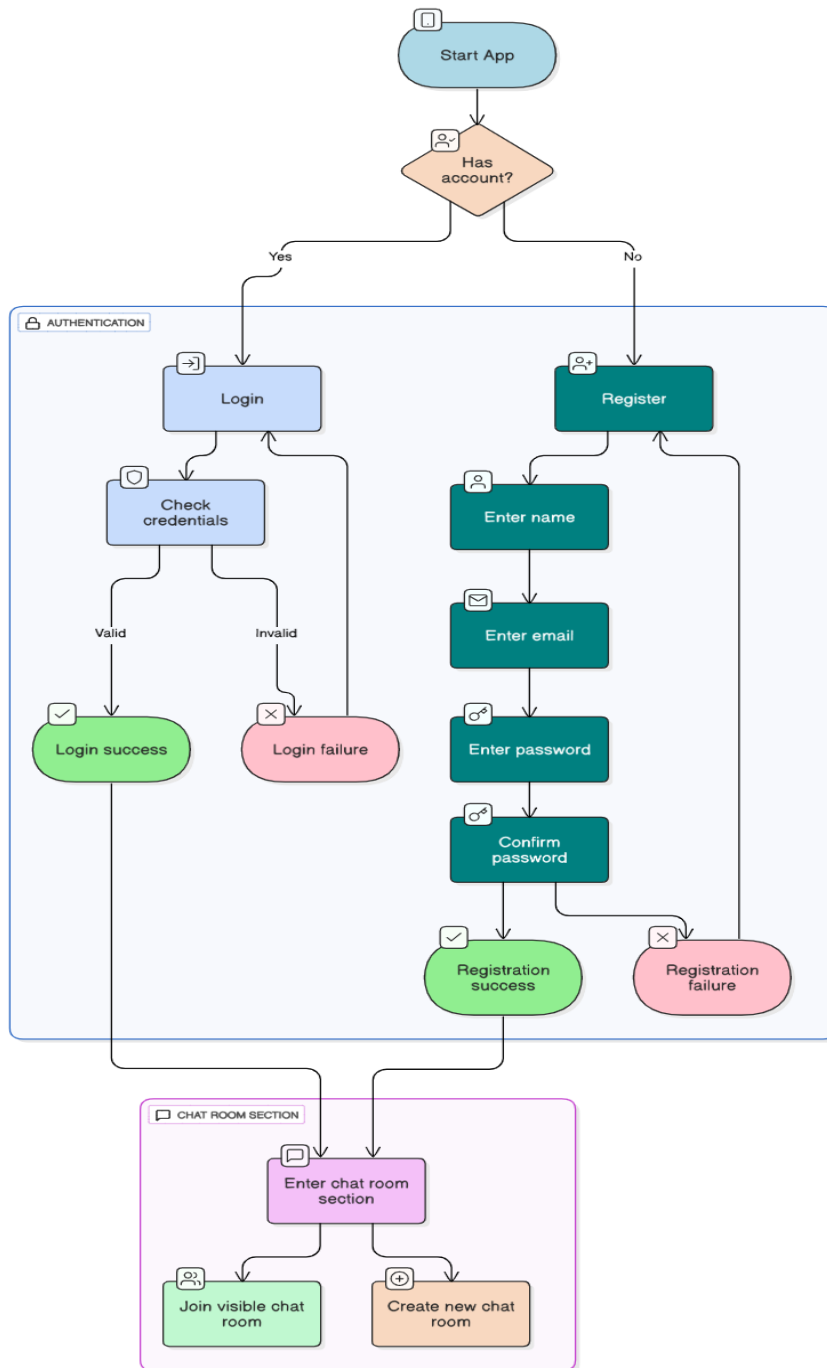 Start App
Has
account?
Yes
No
AUTHENTICATION
Login
Register
Check
credentials
Enter name
Valid
Invalid
Enter email
Login success
Login failure
Enter password
Confirm
password
Registration
success
Registration
failure
CHAT ROOM SECTION
Enter chat room
section
Join visible chat
room
Create new chat
room